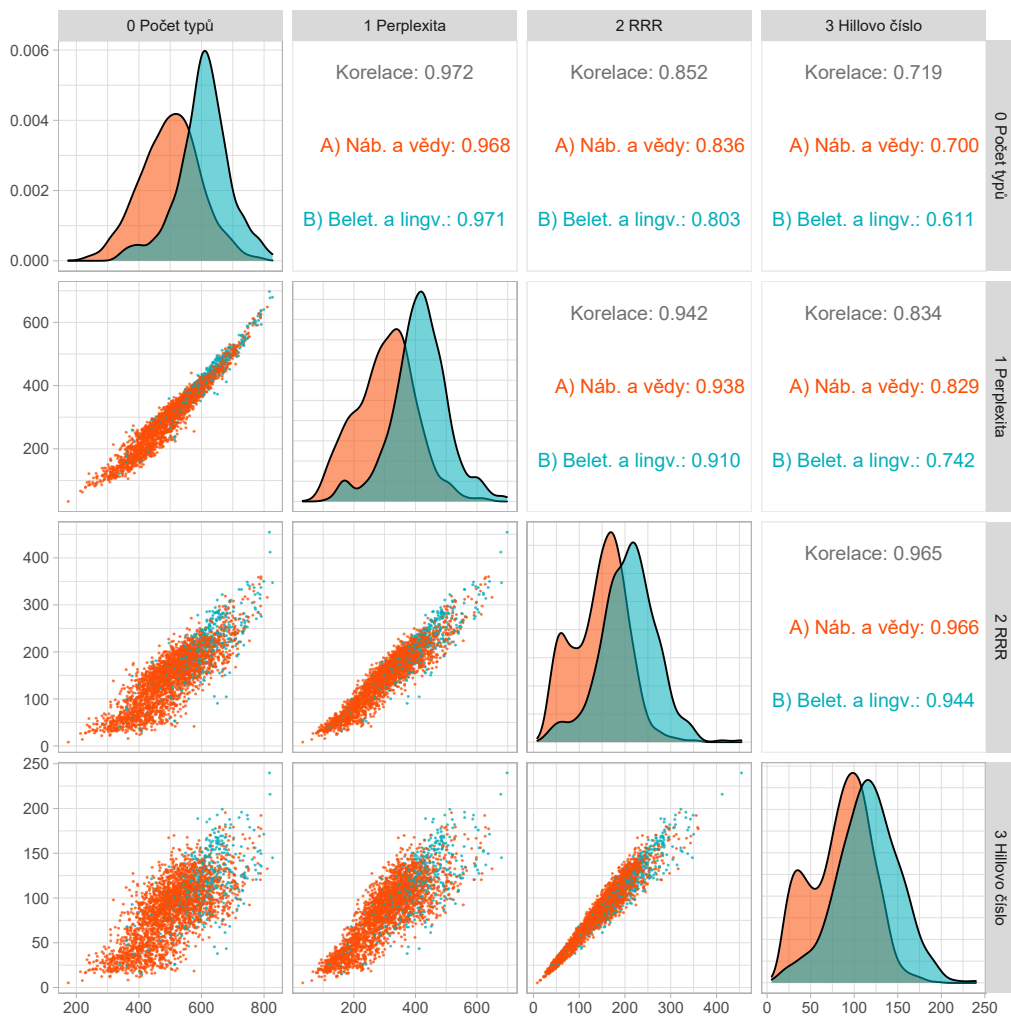 0 Počet typů
1 Perplexita
2 RRR
3 Hillovo číslo
0.006
0.004
0.002
0.000
Korelace: 0.972
A) Náb. a vědy: 0.968
B) Belet. a lingv.: 0.971
Korelace: 0.852
A) Náb. a vědy: 0.836
B) Belet. a lingv.: 0.803
Korelace: 0.719
A) Náb. a vědy: 0.700
B) Belet. a lingv.: 0.611
0 Počet typů
600
400
200
Korelace: 0.942
A) Náb. a vědy: 0.938
B) Belet. a lingv.: 0.910
Korelace: 0.834
A) Náb. a vědy: 0.829
B) Belet. a lingv.: 0.742
1 Perplexita
400
300
200
100
0
Korelace: 0.965
A) Náb. a vědy: 0.966
B) Belet. a lingv.: 0.944
2 RRR
250
200
150
100
50
0
3 Hillovo číslo
200 400 600 800
200 400 600
0 100 200 300 400
0 50 100 150 200 250